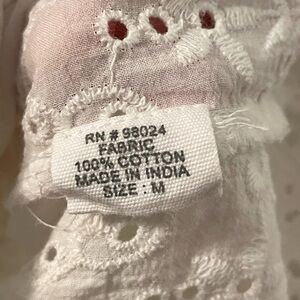 RN # 98024
FABRIC
100% COTTON
MADE IN INDIA
SIZE : M